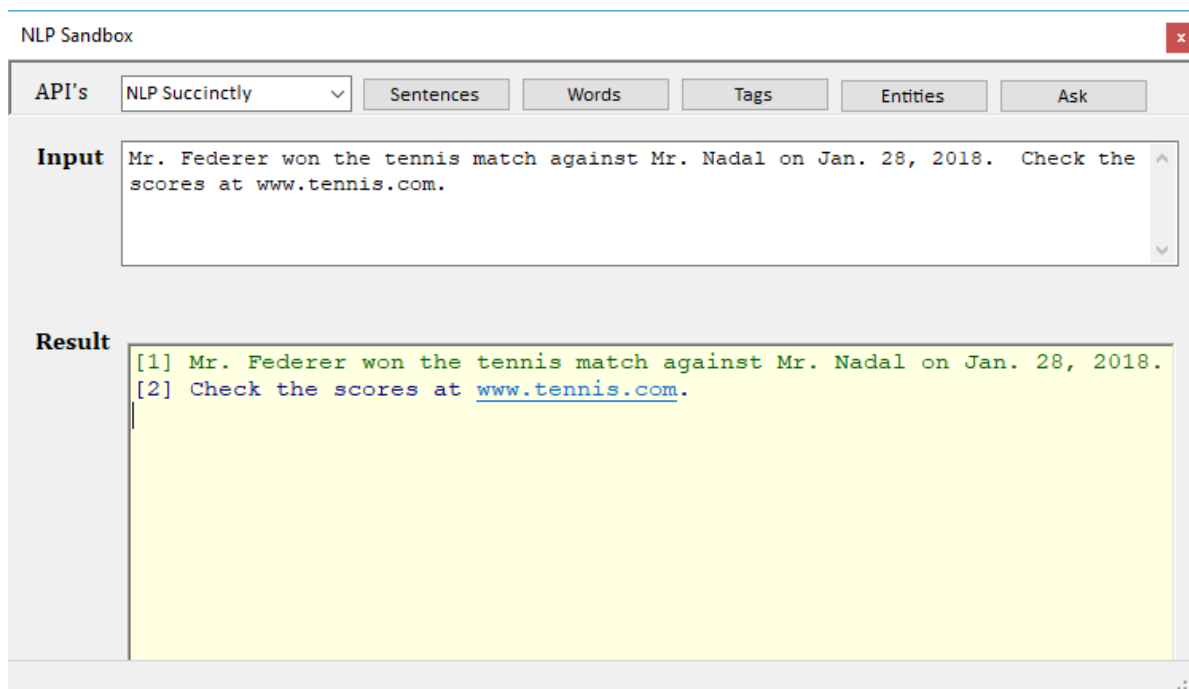 NLP Sandbox
x
API's NLP Succinctly Sentences Words Tags Entities Ask
Input
Mr. Federer won the tennis match against Mr. Nadal on Jan. 28, 2018.  Check the
scores at www.tennis.com.
Result
[1] Mr. Federer won the tennis match against Mr. Nadal on Jan. 28, 2018.
[2] Check the scores at www.tennis.com.